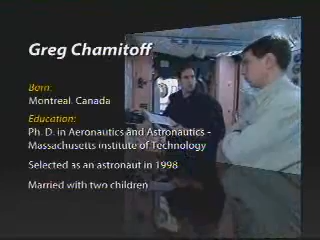 Greg Chamitoff
Born:
Montreal, Canada
Education:
Ph. D. in Aeronautics and Astronautics -
Massachusetts Institute of Technology
Selected as an astronaut in 1998
Married with two children